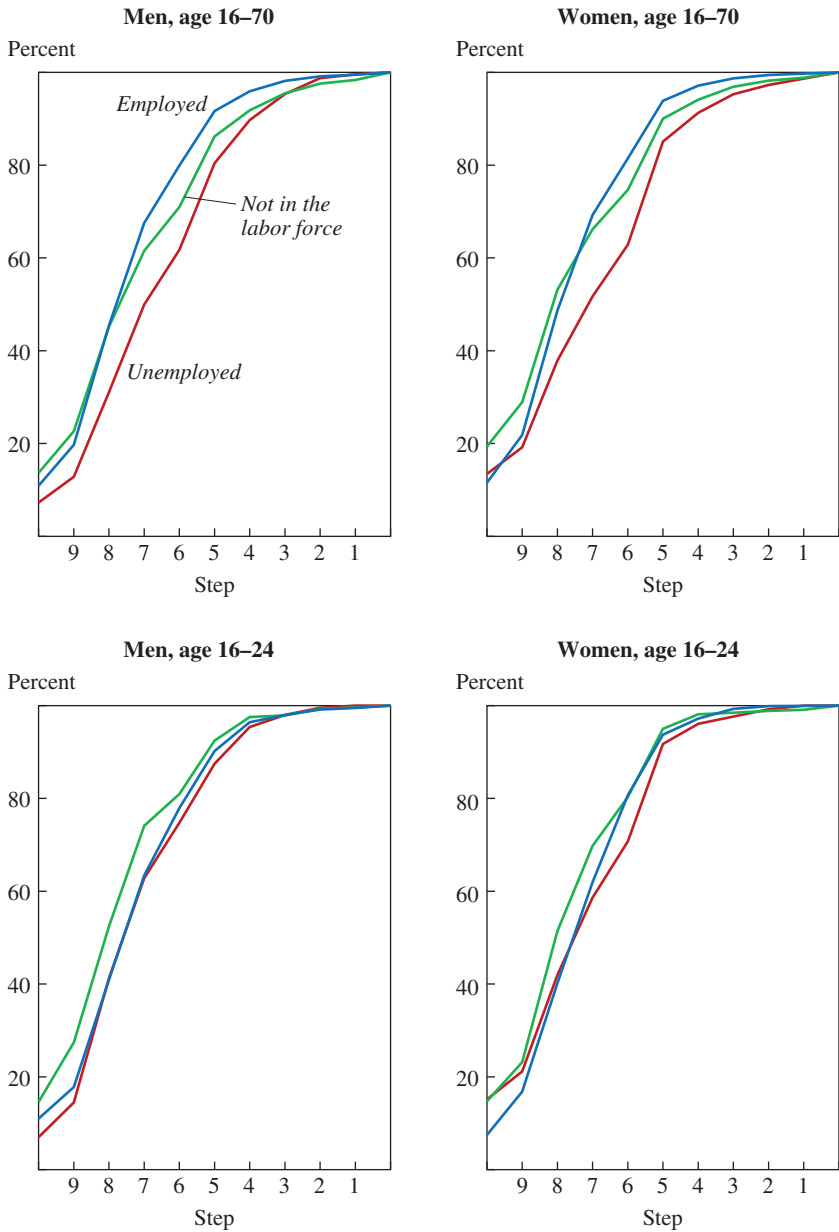 Men, age 16–70
Percent
Employed
80
Not in the
labor force
60
40
Unemployed
20
9 8 7 6 5 4 3 2 1
Step
Women, age 16–70
Percent
80
60
40
20
9 8 7 6 5 4 3 2 1
Step
Men, age 16–24
Percent
80
60
40
20
9 8 7 6 5 4 3 2 1
Step
Women, age 16–24
Percent
80
60
40
20
9 8 7 6 5 4 3 2 1
Step